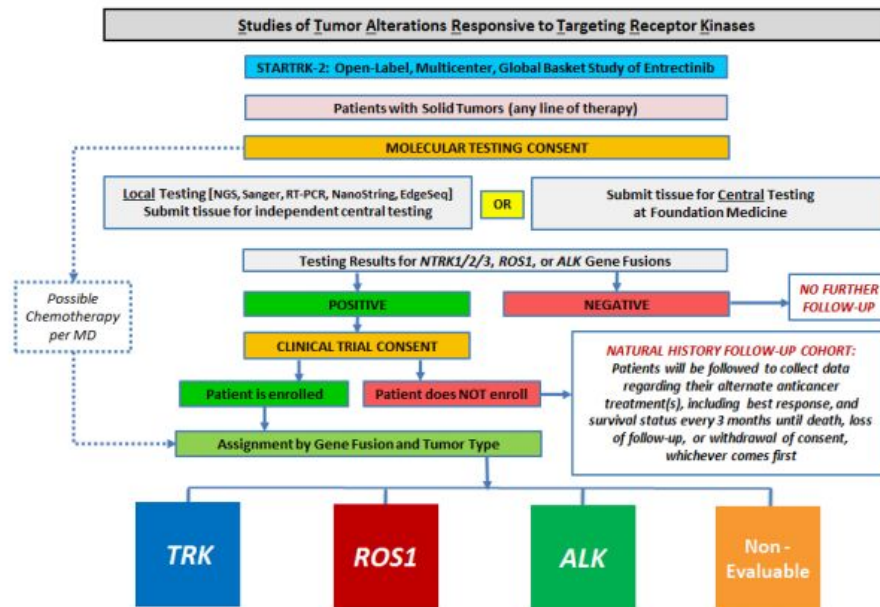 Studies of Tumor Alterations Responsive to Targeting Receptor Kinases
STARTRK-2: Open-Label, Multicenter, Global Basket Study of Entrectinib
Patients with Solid Tumors (any line of therapy)
MOLECULAR TESTING CONSENT
Local Testing [NGS, Sanger, RT-PCR, NanoString, EdgeSeq]
Submit tissue for independent central testing
OR
Submit tissue for Central Testing
at Foundation Medicine
Testing Results for NTRK1/2/3, ROS1, or ALK Gene Fusions
Possible
Chemotherapy
per MD
POSITIVE
NEGATIVE
NO FURTHER
FOLLOW-UP
CLINICAL TRIAL CONSENT
Patient is enrolled
Patient does NOT enroll
NATURAL HISTORY FOLLOW-UP COHORT:
Patients will be followed to collect data
regarding their alternate anticancer
treatment(s), including best response, and
survival status every 3 months until death, loss
of follow-up, or withdrawal of consent,
whichever comes first
Assignment by Gene Fusion and Tumor Type
TRK
ROS1
ALK
Non -
Evaluable